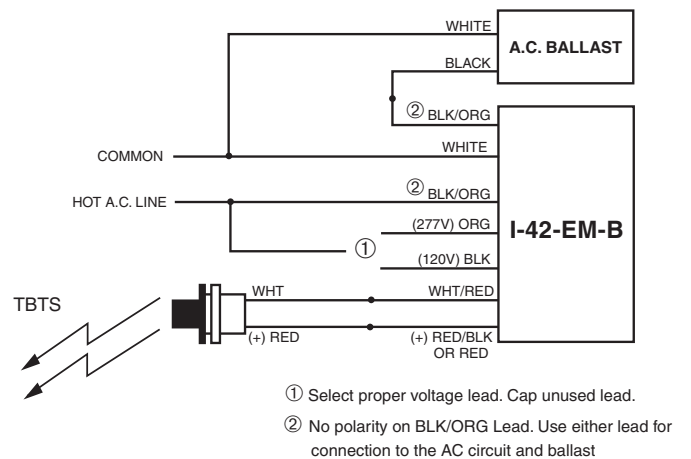 WHITE
A.C. BALLAST
BLACK
② BLK/ORG
COMMON
WHITE
HOT A.C. LINE
② BLK/ORG
(277V) ORG
I-42-EM-B
①
(120V) BLK
TBTS
WHT
WHT/RED
(+) RED
(+) RED/BLK
OR RED
① Select proper voltage lead. Cap unused lead.
② No polarity on BLK/ORG Lead. Use either lead for
connection to the AC circuit and ballast